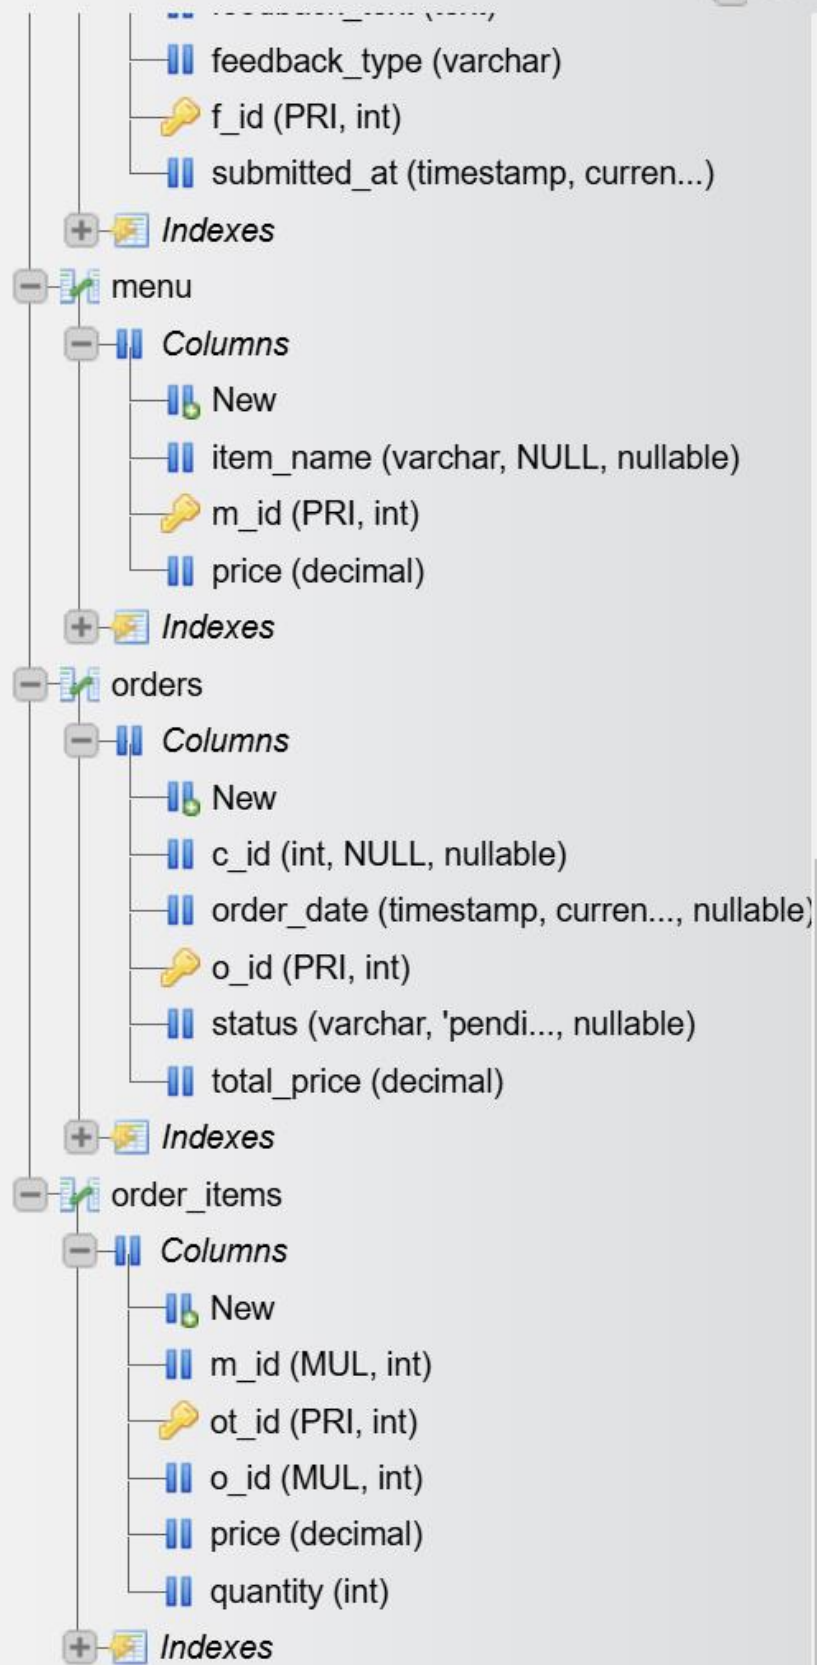 feedback_type (varchar)
f_id (PRI, int)
submitted_at (timestamp, curren...)
Indexes
menu
Columns
New
item_name (varchar, NULL, nullable)
m_id (PRI, int)
price (decimal)
Indexes
orders
Columns
New
c_id (int, NULL, nullable)
order_date (timestamp, curren..., nullable)
o_id (PRI, int)
status (varchar, 'pendi..., nullable)
total_price (decimal)
Indexes
order_items
Columns
New
m_id (MUL, int)
ot_id (PRI, int)
o_id (MUL, int)
price (decimal)
quantity (int)
Indexes